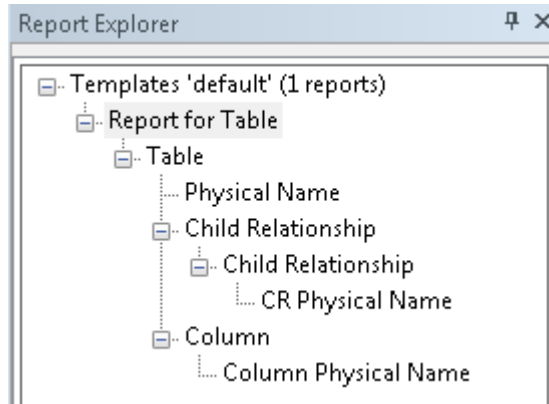 Report Explorer
Templates 'default' (1 reports)
Report for Table
Table
Physical Name
Child Relationship
Child Relationship
CR Physical Name
Column
Column Physical Name